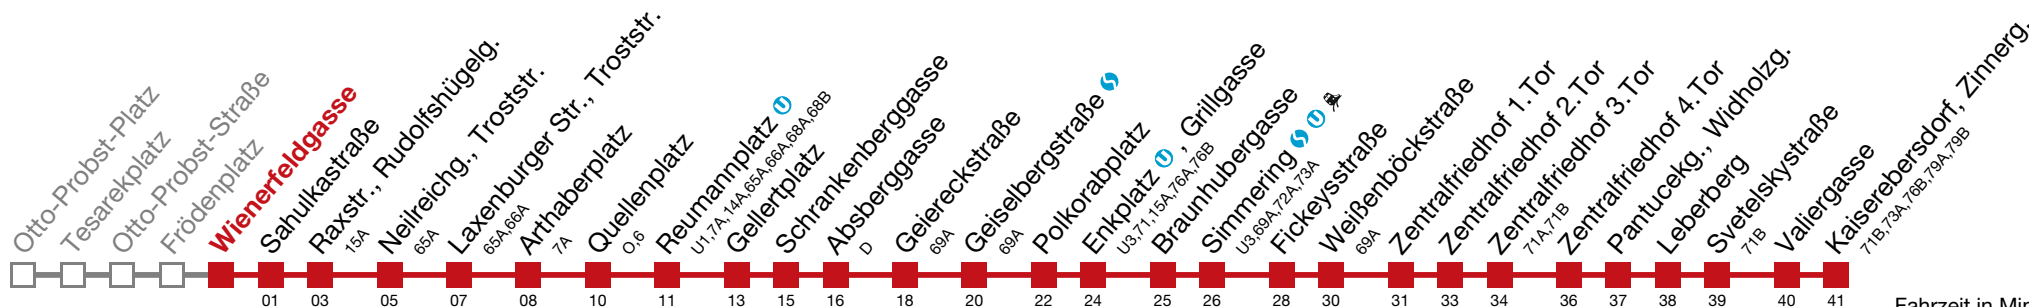 Otto-Probst-Platz
Tesarekplatz
Otto-Probst-Straße
Frödenplatz
Wienerfeldgasse
Sahulkastraße
Raxstr., Rudolfshügelg.
15A
Neilreichg., Troststr.
65A
Laxenburger Str., Troststr.
65A,66A
Arthaberplatz
7A
Quellenplatz
O,6
Reumannplatz U
U1,7A,14A,65A,66A,68A,68B
Gellertplatz
Schrankenberggasse
Absberggasse
D
Geiereckstraße
69A
Geiselbergstraße
69A
Polkorabplatz
Enkplatz U , Grillgasse
U3,71,15A,76A,76B
Braunhubergasse
Simmering U
U3,69A,72A,73A
Fickeysstraße
Weißenböckstraße
69A
Zentralfriedhof 1.Tor
Zentralfriedhof 2.Tor
Zentralfriedhof 3.Tor
71A,71B
Zentralfriedhof 4.Tor
Pantucekg., Widholzg.
Leberberg
Svetelskystraße
71B
Valiergasse
Kaiserebersdorf, Zinnerg.
71B,73A,76B,79A,79B
01 03 05 07 08 10 11 13 15 16 18 20 22 24 25 26 28 30 31 33 34 36 37 38 39 40 41
Fahrzeit in Min